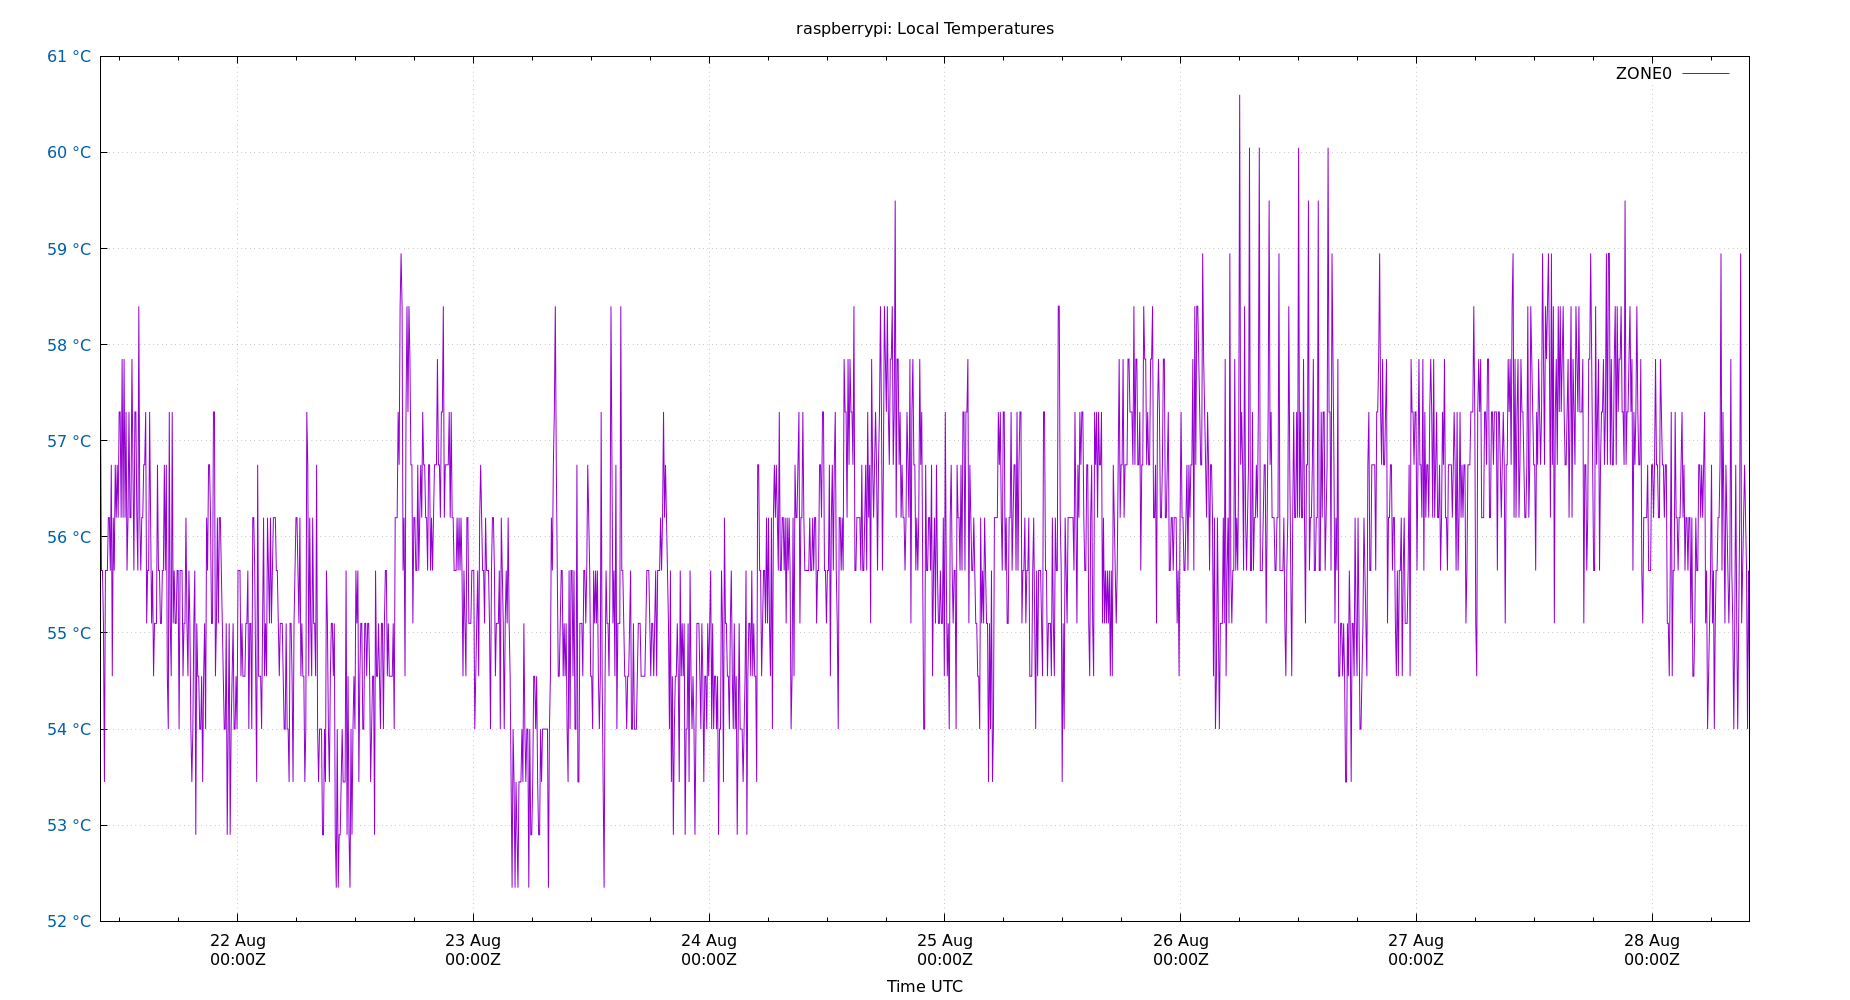 raspberrypi: Local Temperatures
61 °C
ZONE0
60 °C
59 °C
58 °C
57 °C
56 °C
55 °C
54 °C
53 °C
52 °C
22 Aug 23 Aug 24 Aug 25 Aug 26 Aug 27 Aug 28 Aug
00:00Z 00:00Z 00:00Z 00:00Z 00:00Z 00:00Z 00:00Z
Time UTC